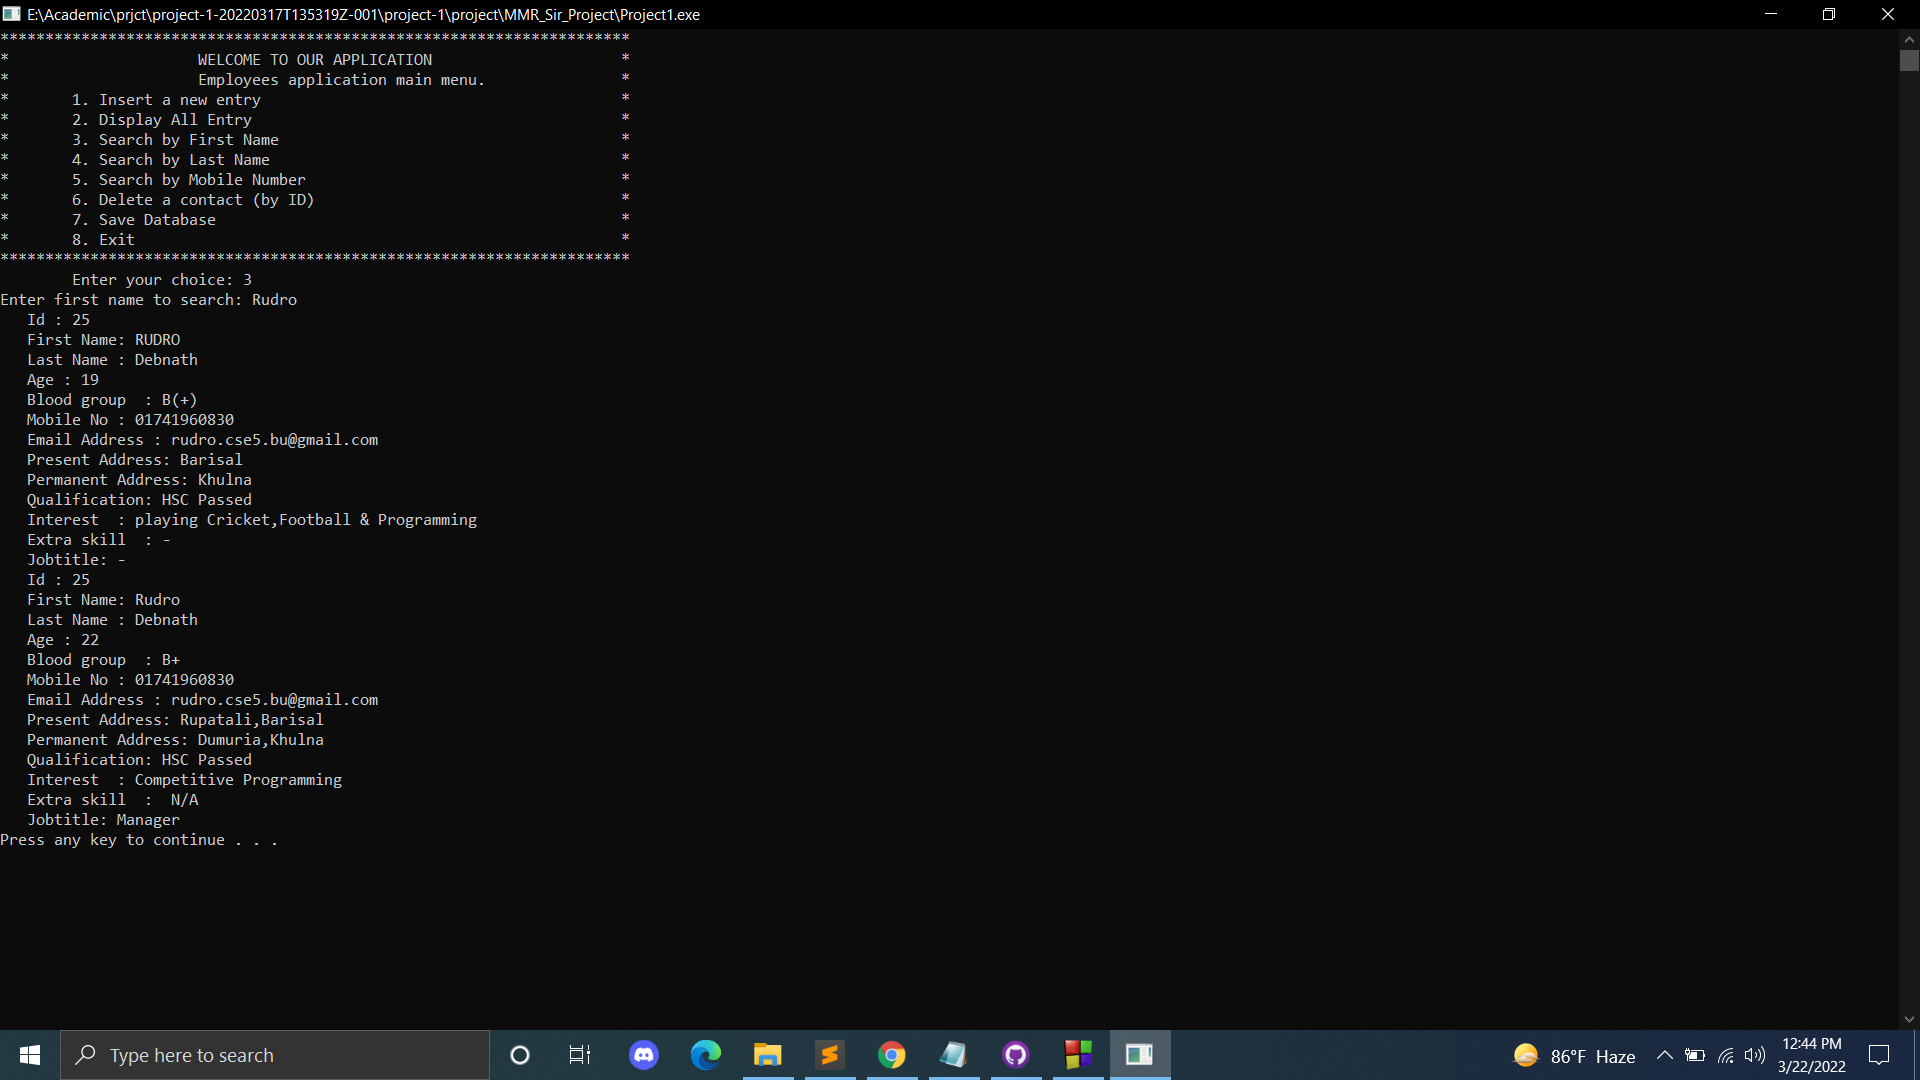 E:\Academic\prjct\project-1-20220317T135319Z-001\project-1\project\MMR_Sir_Project\Project1.exe
**********************************************************************
*                     WELCOME TO OUR APPLICATION                     *
*                     Employees application main menu.               *
*       1. Insert a new entry                                        *
*       2. Display All Entry                                         *
*       3. Search by First Name                                      *
*       4. Search by Last Name                                       *
*       5. Search by Mobile Number                                   *
*       6. Delete a contact (by ID)                                  *
*       7. Save Database                                             *
*       8. Exit                                                      *
**********************************************************************
        Enter your choice: 3
Enter first name to search: Rudro
   Id : 25
   First Name: RUDRO
   Last Name : Debnath
   Age : 19
   Blood group  : B(+)
   Mobile No : 01741960830
   Email Address : rudro.cse5.bu@gmail.com
   Present Address: Barisal
   Permanent Address: Khulna
   Qualification: HSC Passed
   Interest  : playing Cricket,Football & Programming
   Extra skill  : -
   Jobtitle: -
   Id : 25
   First Name: Rudro
   Last Name : Debnath
   Age : 22
   Blood group  : B+
   Mobile No : 01741960830
   Email Address : rudro.cse5.bu@gmail.com
   Present Address: Rupatali,Barisal
   Permanent Address: Dumuria,Khulna
   Qualification: HSC Passed
   Interest  : Competitive Programming
   Extra skill  :  N/A
   Jobtitle: Manager
Press any key to continue . . .
Type here to search
86°F Haze
12:44 PM
3/22/2022